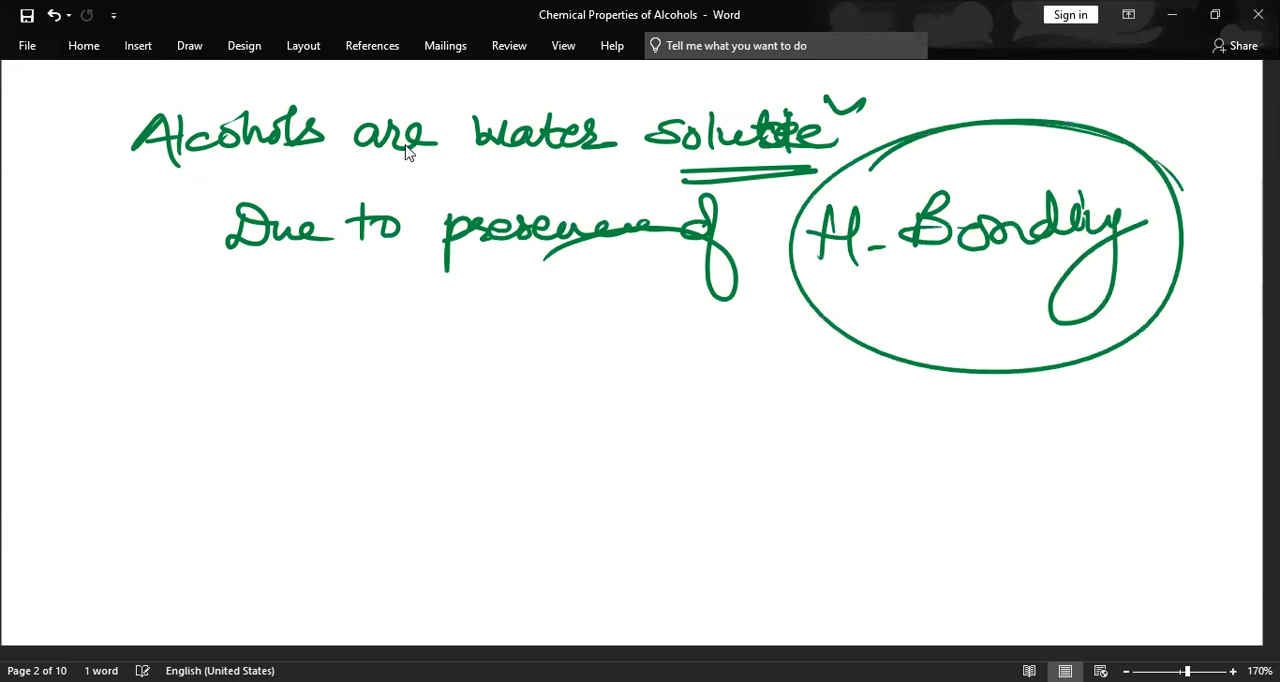 Chemical Properties of Alcohols - Word
Sign in
File Home Insert Draw Design Layout References Mailings Review View Help Tell me what you want to do Share
Alcohols are water soluble
Due to presence of H-Bonding
Page 2 of 10 1 word English (United States) 170%